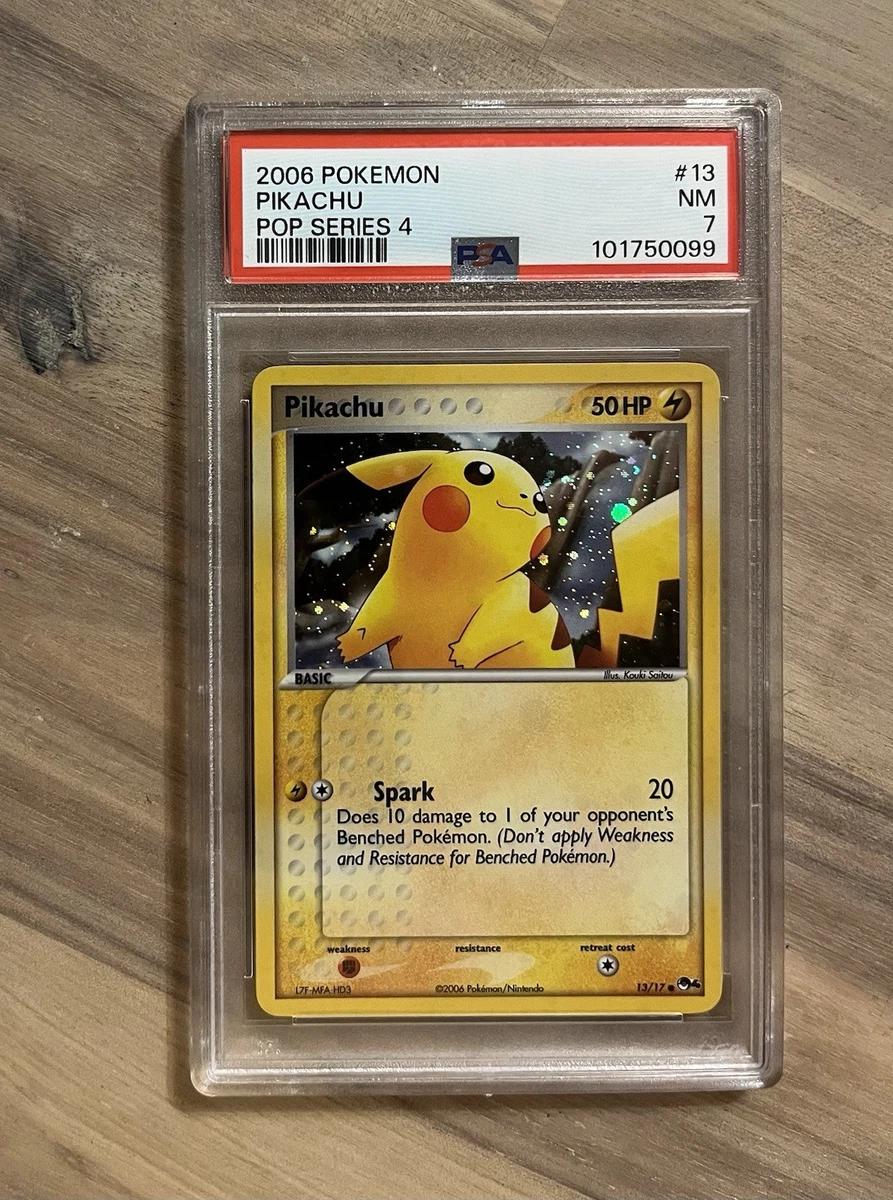 2006 POKEMON #13
PIKACHU NM
POP SERIES 4 7
PSA 101750099
Pikachu 50 HP
BASIC Illus. Kouki Saitou
Spark 20
Does 10 damage to 1 of your opponent's
Benched Pokémon. (Don't apply Weakness
and Resistance for Benched Pokémon.)
weakness resistance retreat cost
L7F-MFA-HD3 ©2006 Pokémon/Nintendo 13/17 ● 4